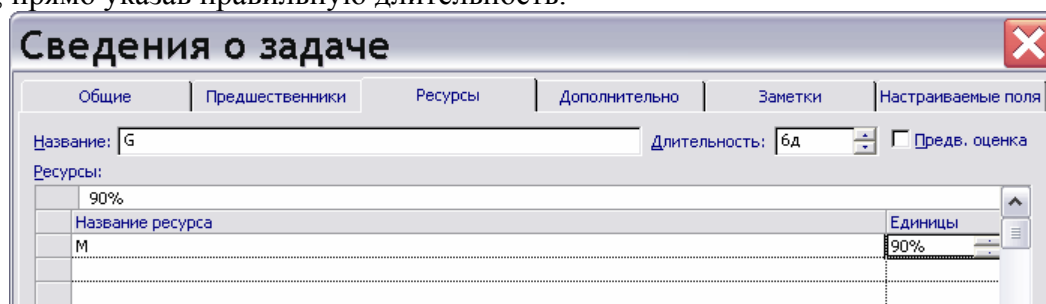 , прямо указав правильную длительность.
Сведения о задаче
Общие Предшественники Ресурсы Дополнительно Заметки Настраиваемые поля
Название: G Длительность: 6д Предв. оценка
Ресурсы:
90%
Название ресурса Единицы
М 90%